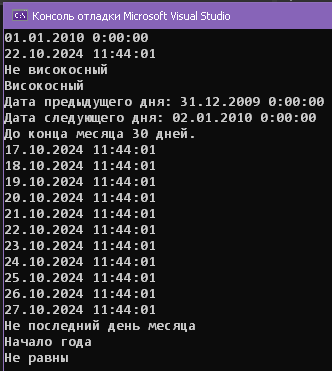 Консоль отладки Microsoft Visual Studio
01.01.2010 0:00:00
22.10.2024 11:44:01
Не високосный
Високосный
Дата предыдущего дня: 31.12.2009 0:00:00
Дата следующего дня: 02.01.2010 0:00:00
До конца месяца 30 дней.
17.10.2024 11:44:01
18.10.2024 11:44:01
19.10.2024 11:44:01
20.10.2024 11:44:01
21.10.2024 11:44:01
22.10.2024 11:44:01
23.10.2024 11:44:01
24.10.2024 11:44:01
25.10.2024 11:44:01
26.10.2024 11:44:01
27.10.2024 11:44:01
Не последний день месяца
Начало года
Не равны